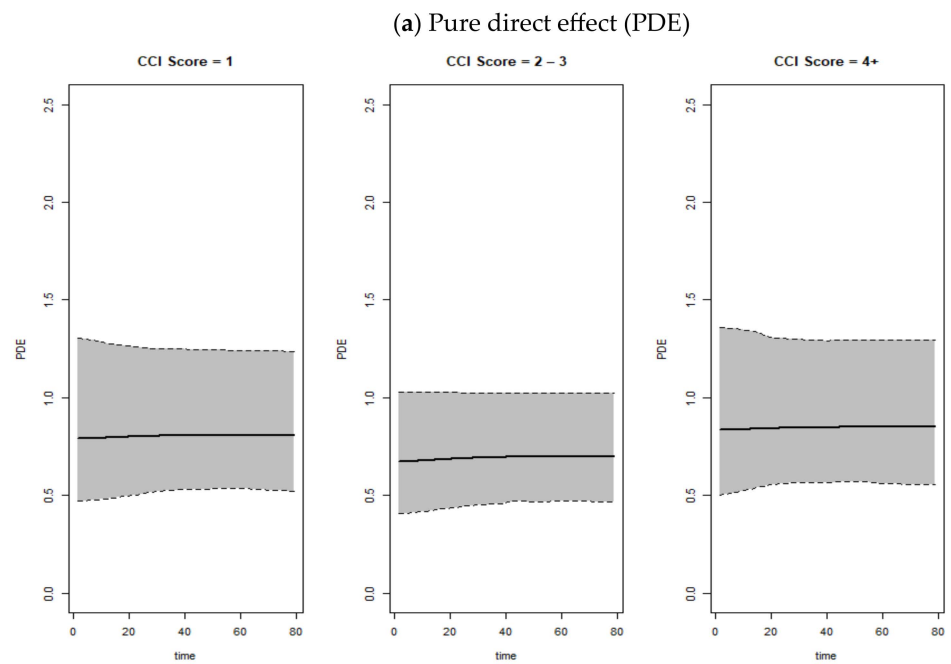 (a) Pure direct effect (PDE)
CCI Score = 1
PDE
2.5
2.0
1.5
1.0
0.5
0.0
0 20 40 60 80
time
CCI Score = 2 – 3
PDE
2.5
2.0
1.5
1.0
0.5
0.0
0 20 40 60 80
time
CCI Score = 4+
PDE
2.5
2.0
1.5
1.0
0.5
0.0
0 20 40 60 80
time